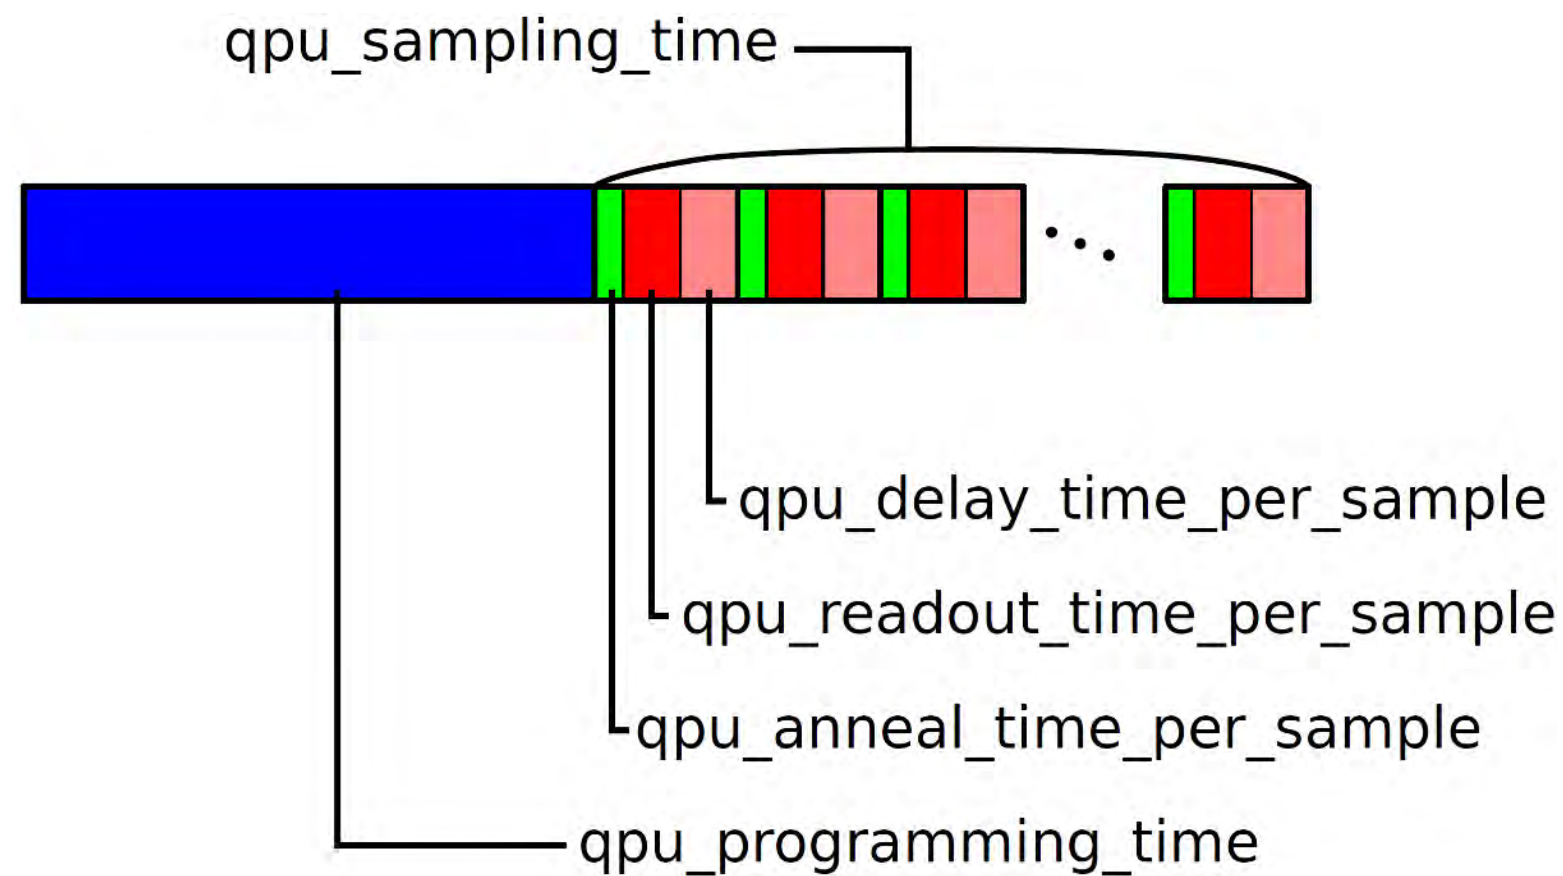 qpu_sampling_time
qpu_delay_time_per_sample
qpu_readout_time_per_sample
qpu_anneal_time_per_sample
qpu_programming_time